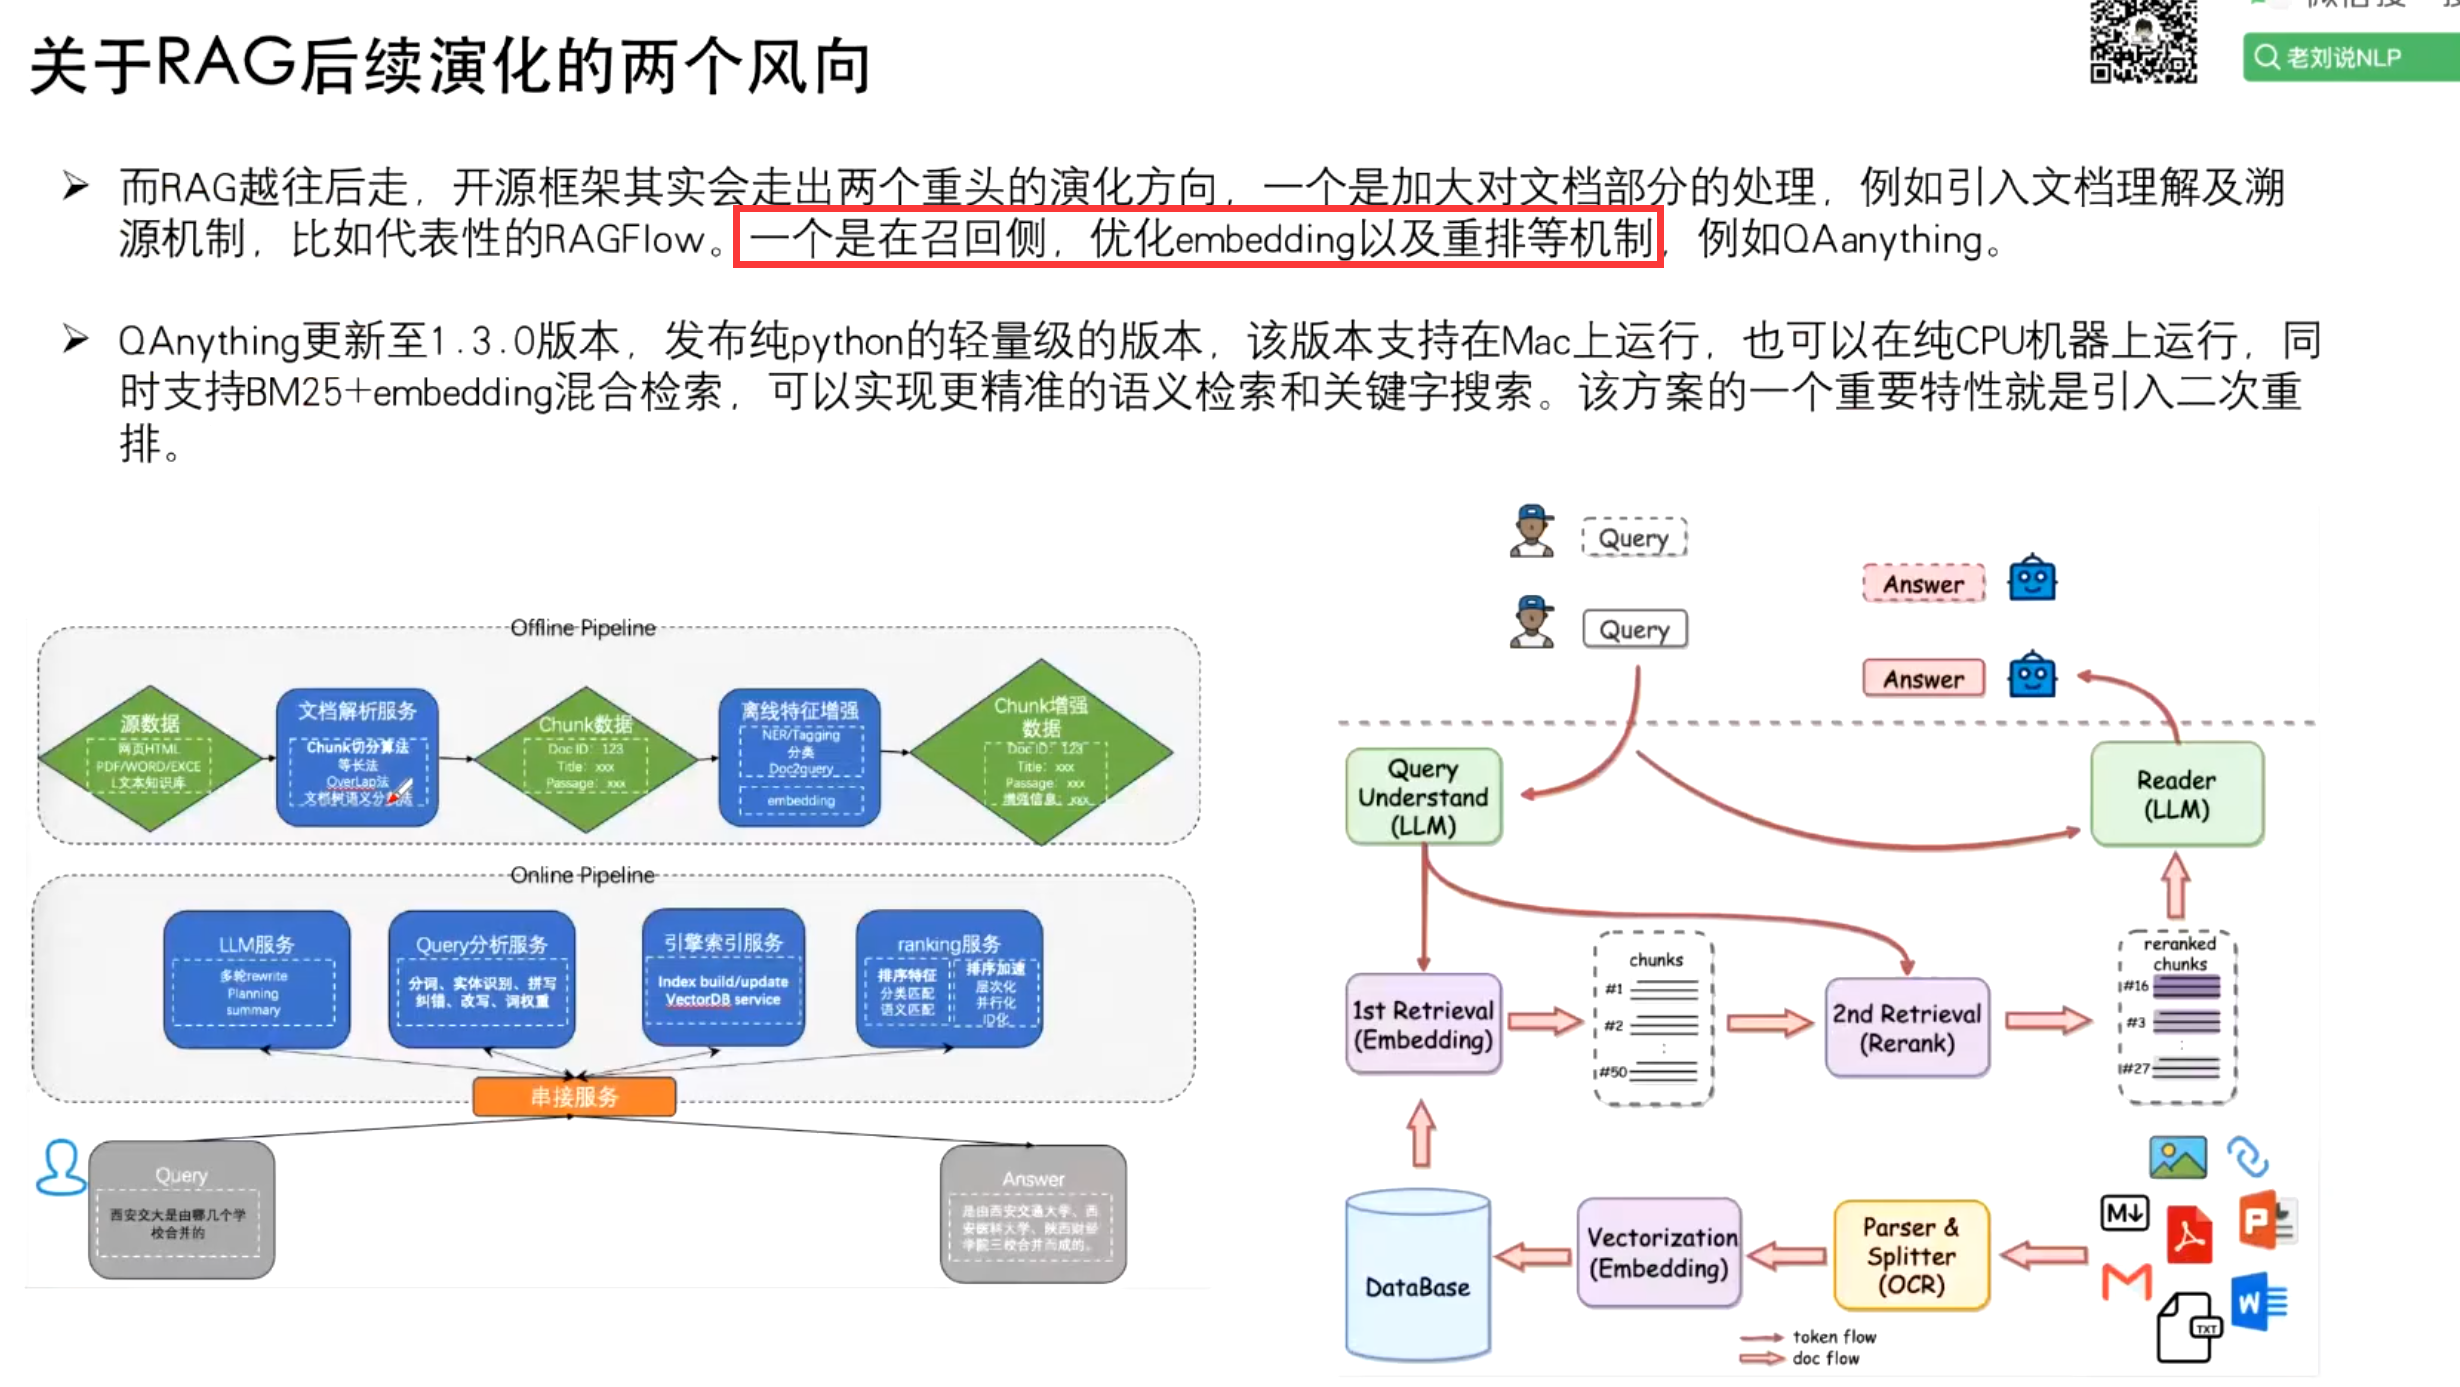 关于RAG后续演化的两个风向
老刘说NLP
而RAG越往后走，开源框架其实会走出两个重头的演化方向，一个是加大对文档部分的处理，例如引入文档理解及溯
源机制，比如代表性的RAGFlow。一个是在召回侧，优化embedding以及重排等机制，例如QAanything。
QAnything更新至1.3.0版本，发布纯python的轻量级的版本，该版本支持在Mac上运行，也可以在纯CPU机器上运行，同
时支持BM25+embedding混合检索，可以实现更精准的语义检索和关键字搜索。该方案的一个重要特性就是引入二次重
排。
Offline Pipeline
源数据
网页HTML
PDF/WORD/EXCE
L文本知识库
文档解析服务
Chunk切分算法
等长法
OverLap法
文档树语义分
Chunk数据
Doc ID：123
Title：xxx
Passage：xxx
离线特征增强
NER/Tagging
分类
Doc2query
embedding
Chunk增强
数据
Doc ID：123
Title：xxx
Passage：xxx
增强信息：xxx
Online Pipeline
LLM服务
多轮rewrite
Planning
summary
Query分析服务
分词、实体识别、拼写
纠错、改写、词权重
引擎索引服务
Index build/update
VectorDB service
ranking服务
排序特征
分类匹配
语义匹配
排序加速
层次化
并行化
ID化
串接服务
Query
西安交大是由哪几个学
校合并的
Answer
是由西安交通大学、西
安医科大学、陕西财经
学院三校合并而成的。
Query
Query
Answer
Answer
Query
Understand
(LLM)
Reader
(LLM)
1st Retrieval
(Embedding)
chunks
#1
#2
#50
2nd Retrieval
(Rerank)
reranked
chunks
#16
#3
#27
DataBase
Vectorization
(Embedding)
Parser &
Splitter
(OCR)
M
P
W
TXT
token flow
doc flow